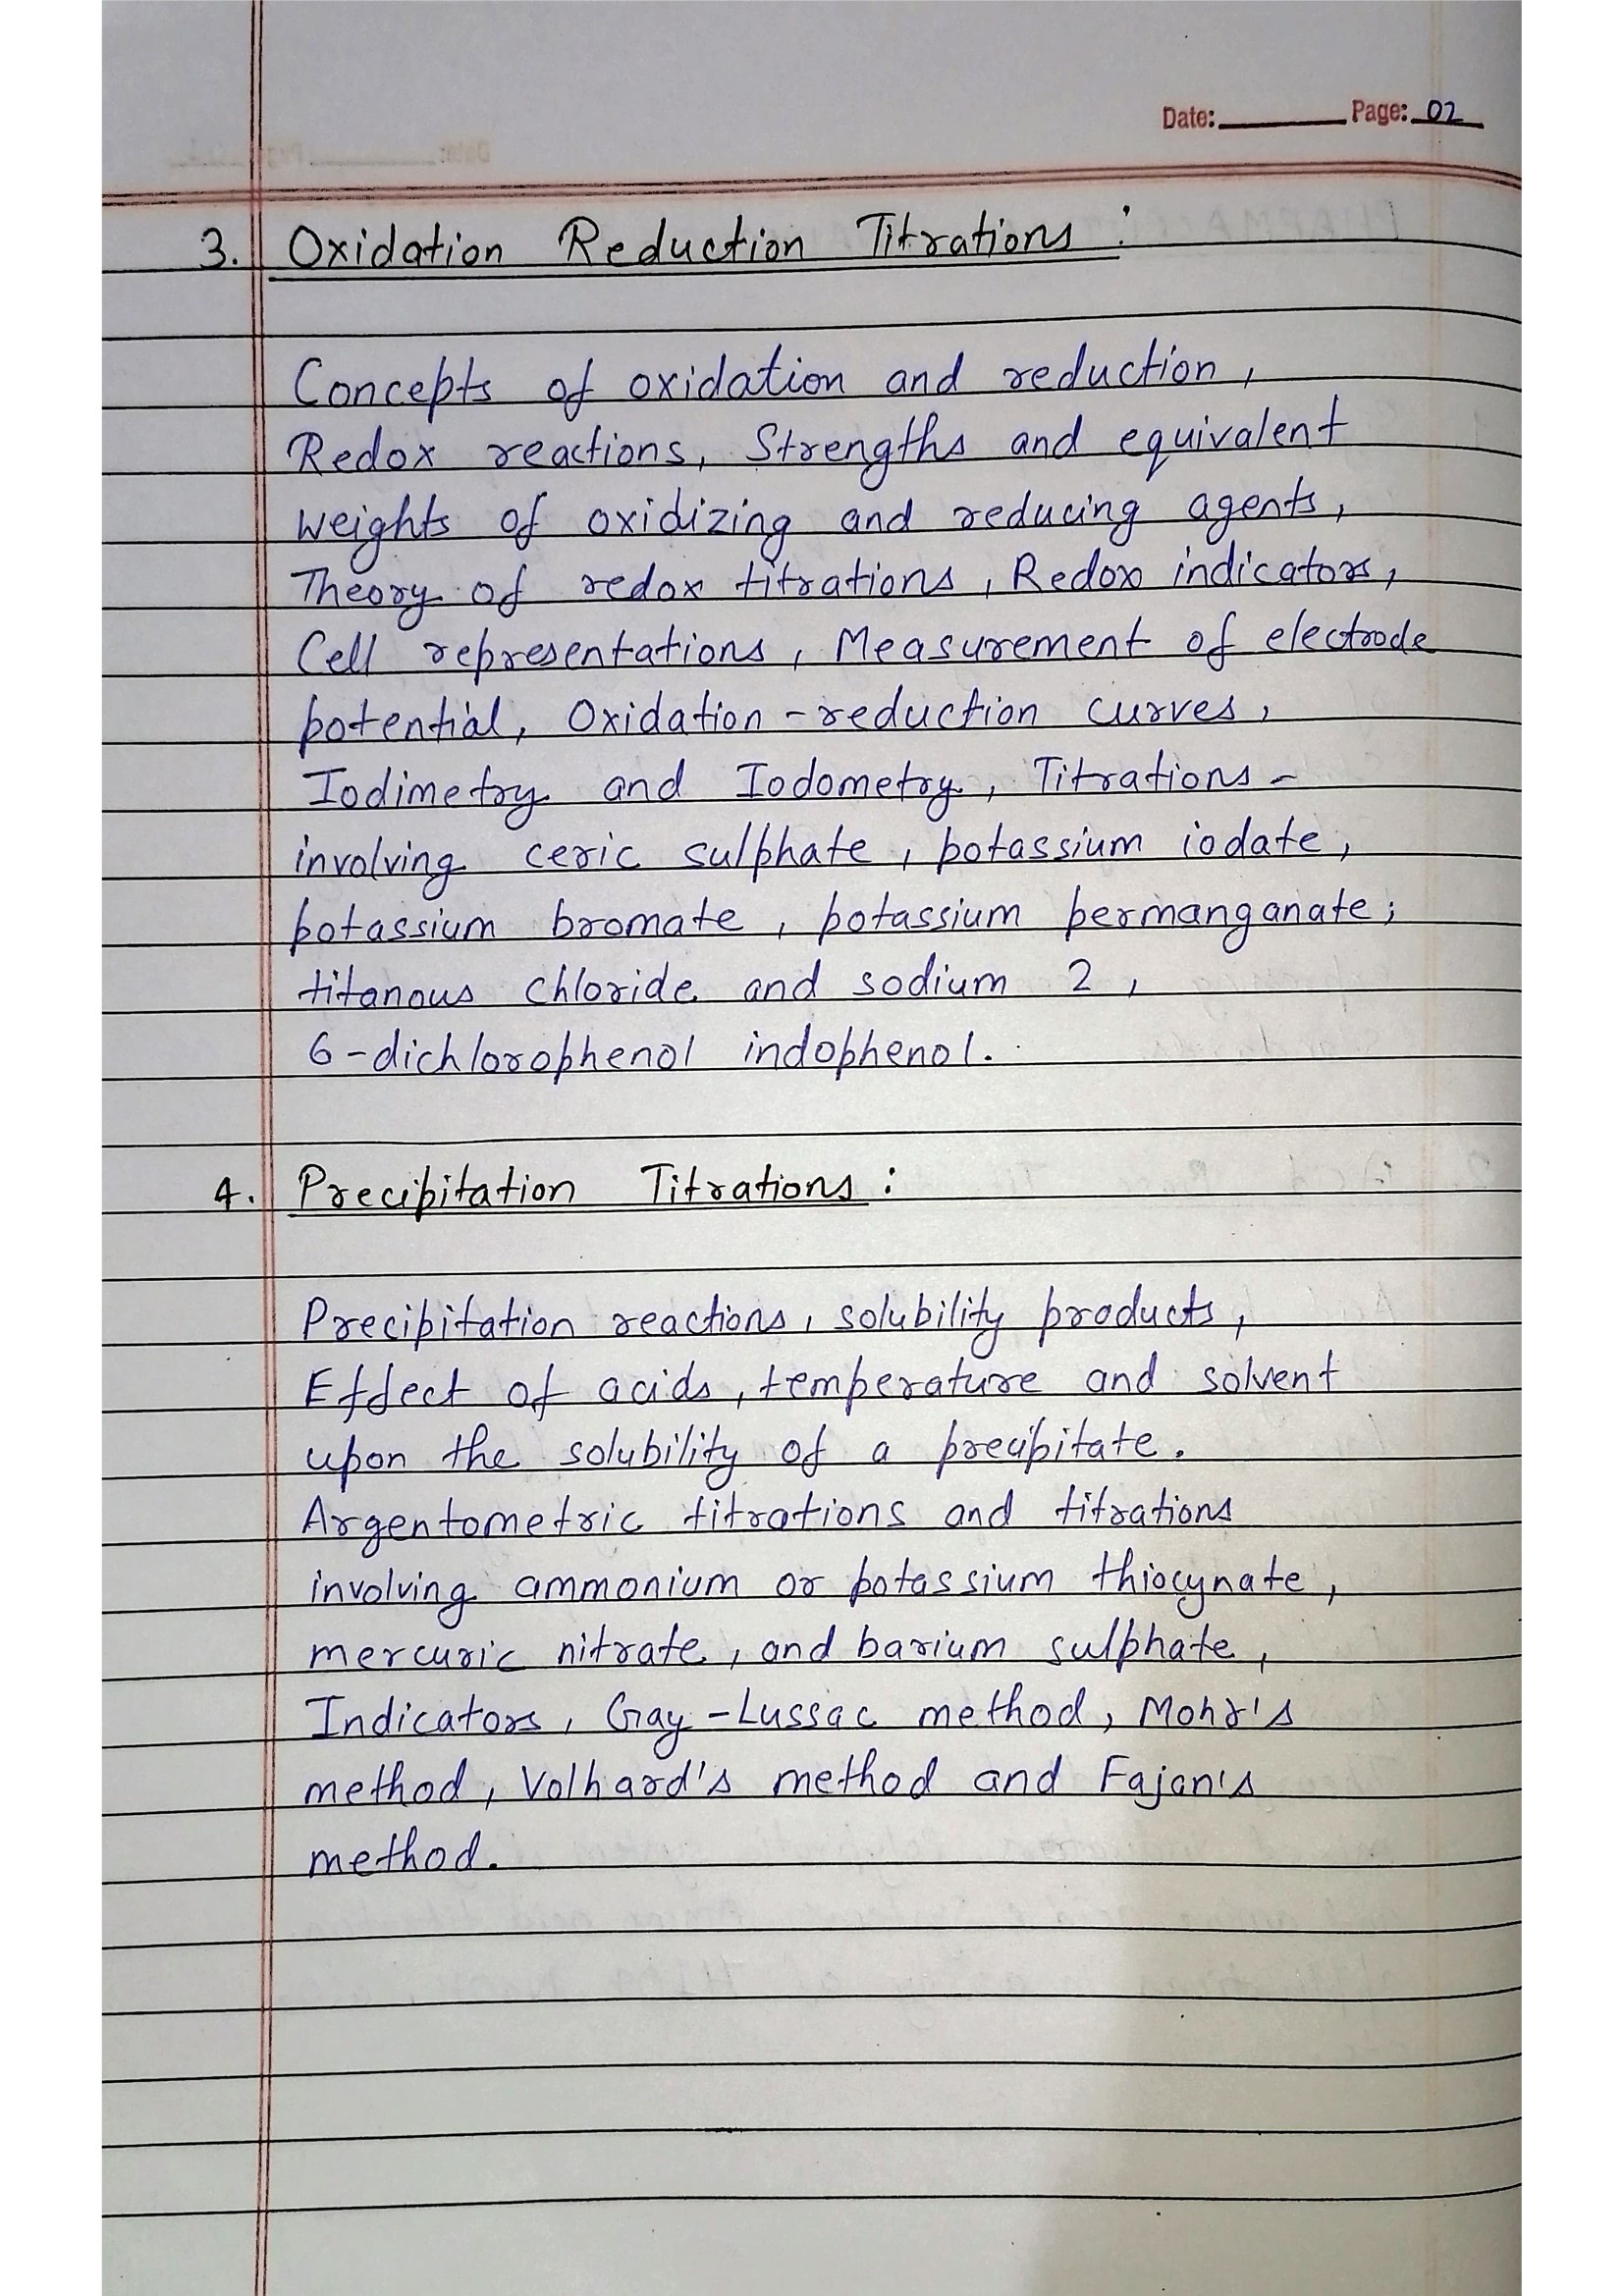 Date: Page: 02
3. Oxidation Reduction Titrations :
Concepts of oxidation and reduction,
Redox reactions, Strengths and equivalent
weights of oxidizing and reducing agents,
Theory of redox titrations, Redox indicators,
Cell representations, Measurement of electrode
potential, Oxidation-reduction curves,
Iodimetry and Iodometry, Titrations-
involving ceric sulphate, potassium iodate,
potassium bromate, potassium permanganate;
titanous chloride and sodium 2,
6-dichlorophenol indophenol.
4. Precipitation Titrations :
Precipitation reactions, solubility products,
Effect of acids, temperature and solvent
upon the solubility of a precipitate.
Argentometric titrations and titrations
involving ammonium or potassium thiocynate,
mercuric nitrate, and barium sulphate,
Indicators, Gay-Lussac method, Mohr's
method, Volhard's method and Fajan's
method.